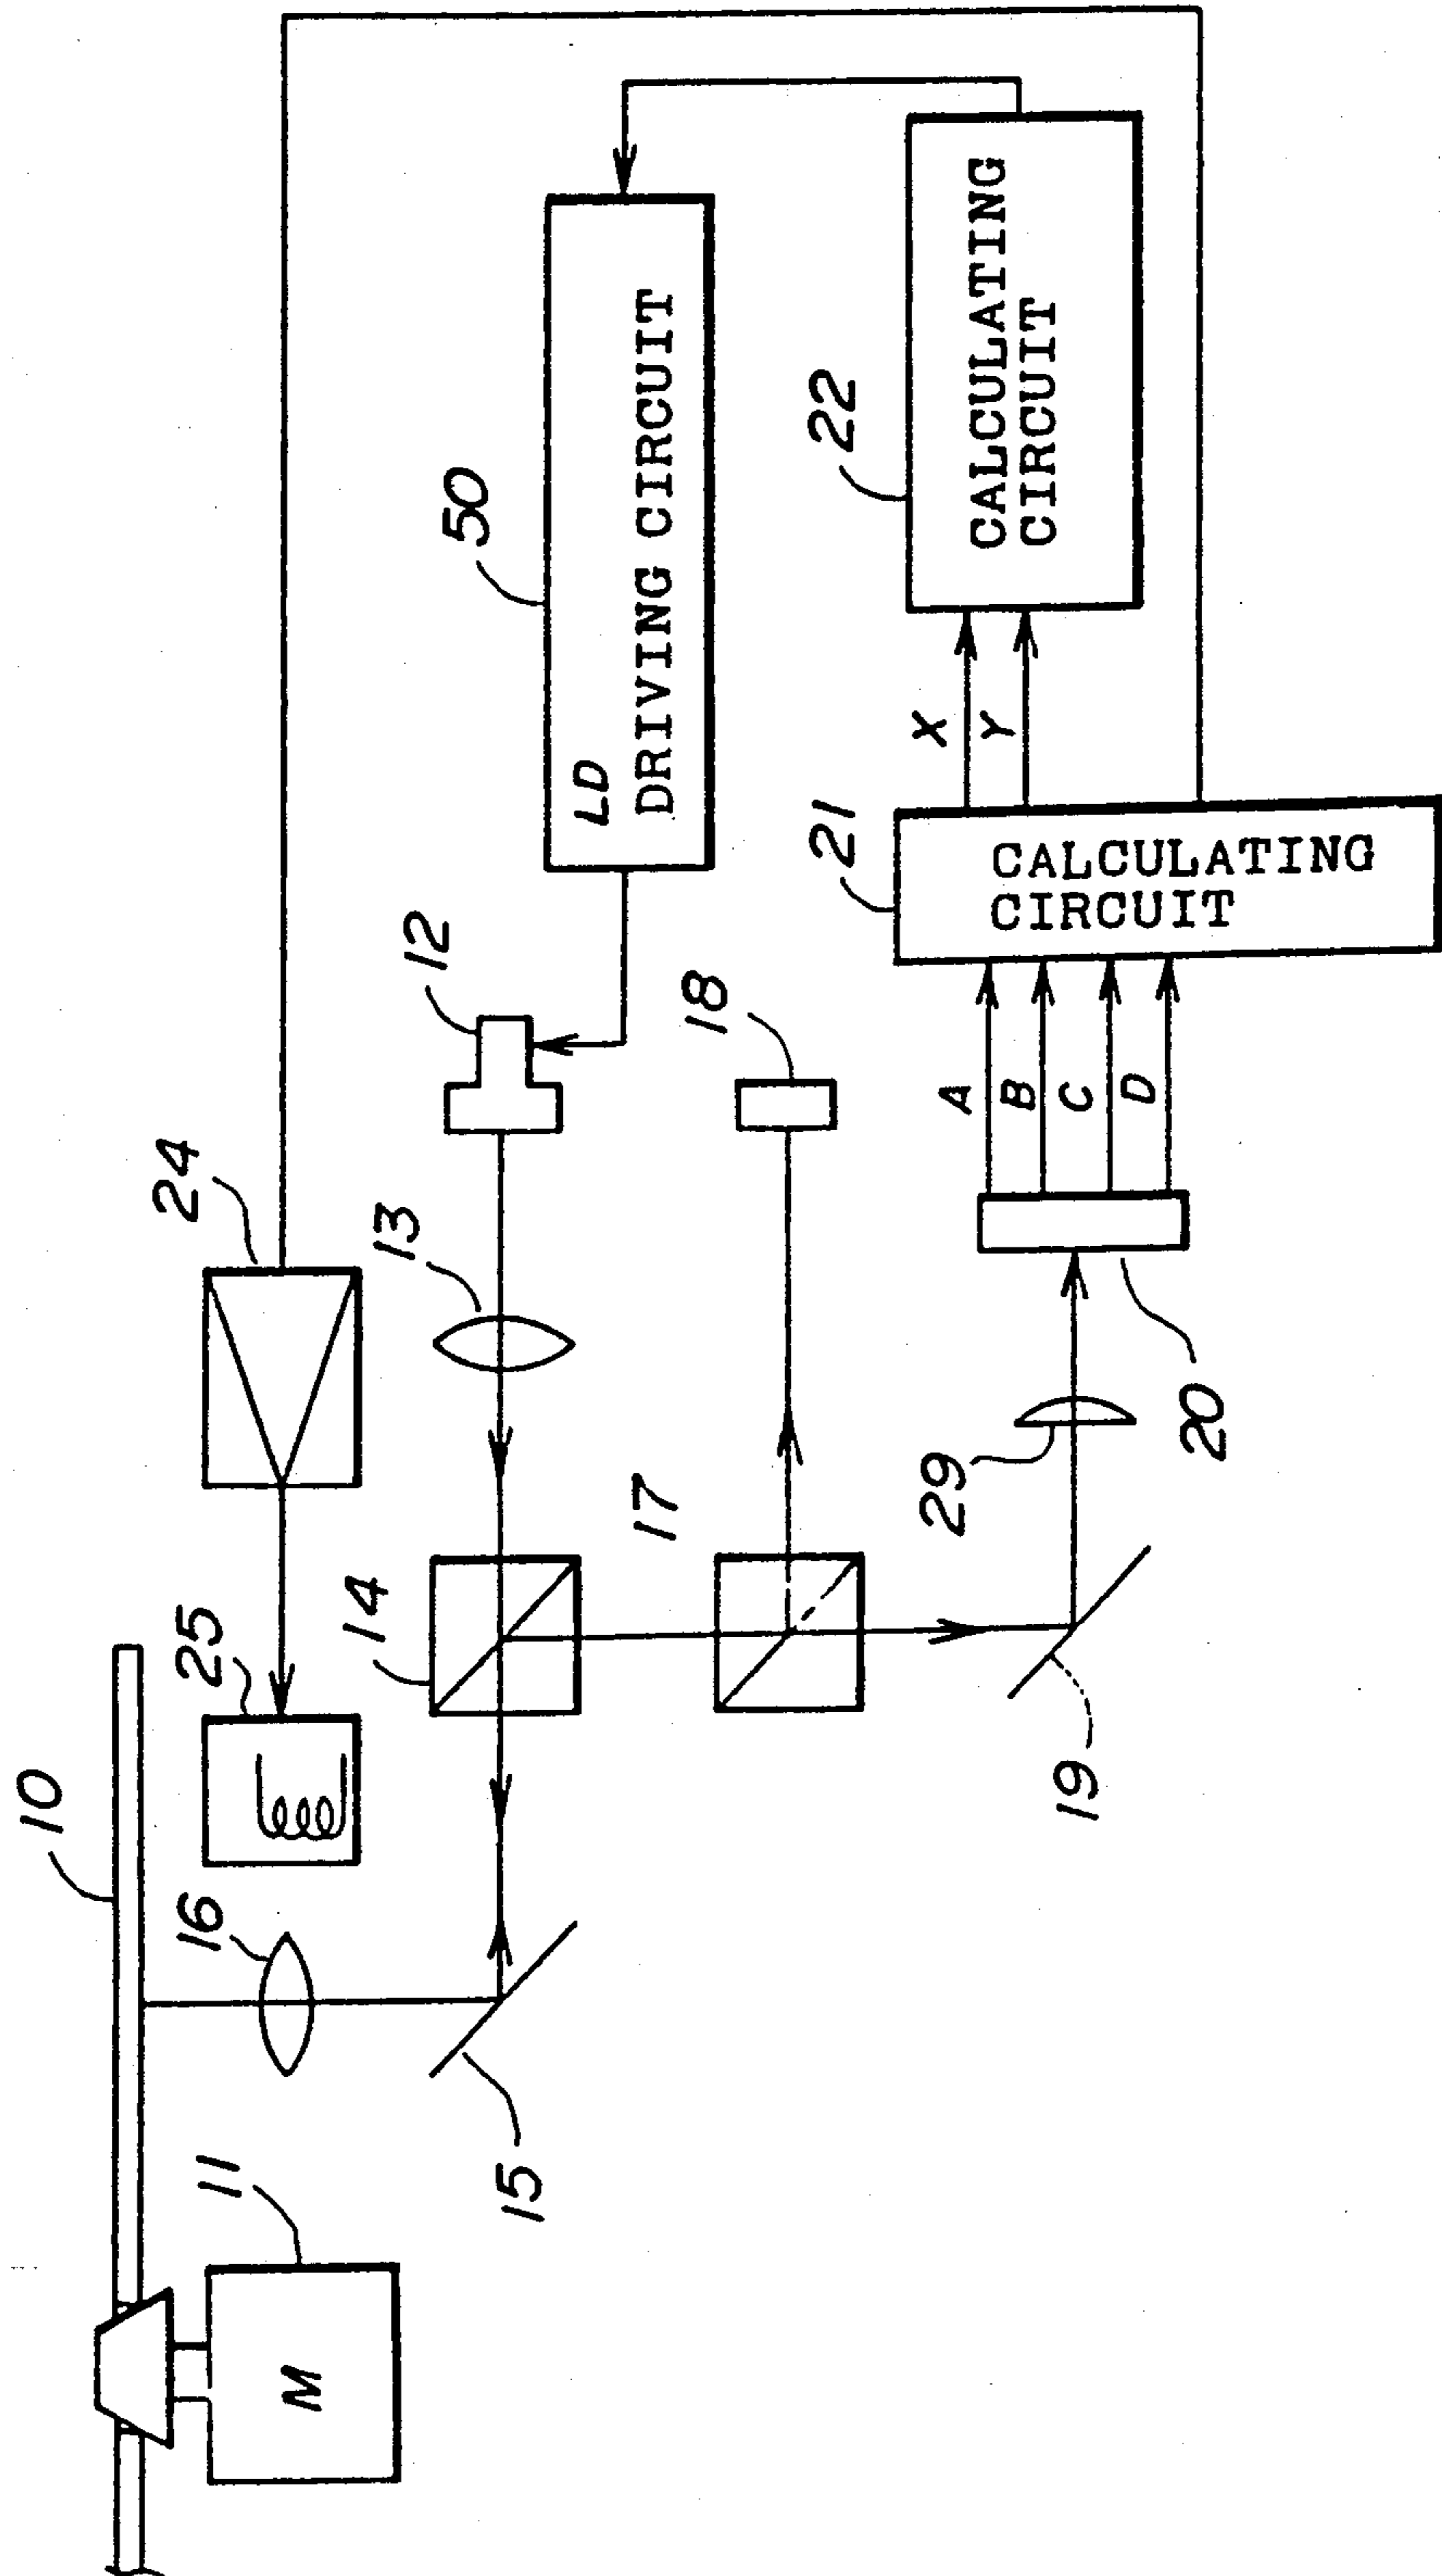 10
11
M
16
15
25
24
14
13
12
50
LD
DRIVING CIRCUIT
17
18
19
29
20
A
B
C
D
21
CALCULATING
CIRCUIT
X
Y
22
CALCULATING
CIRCUIT